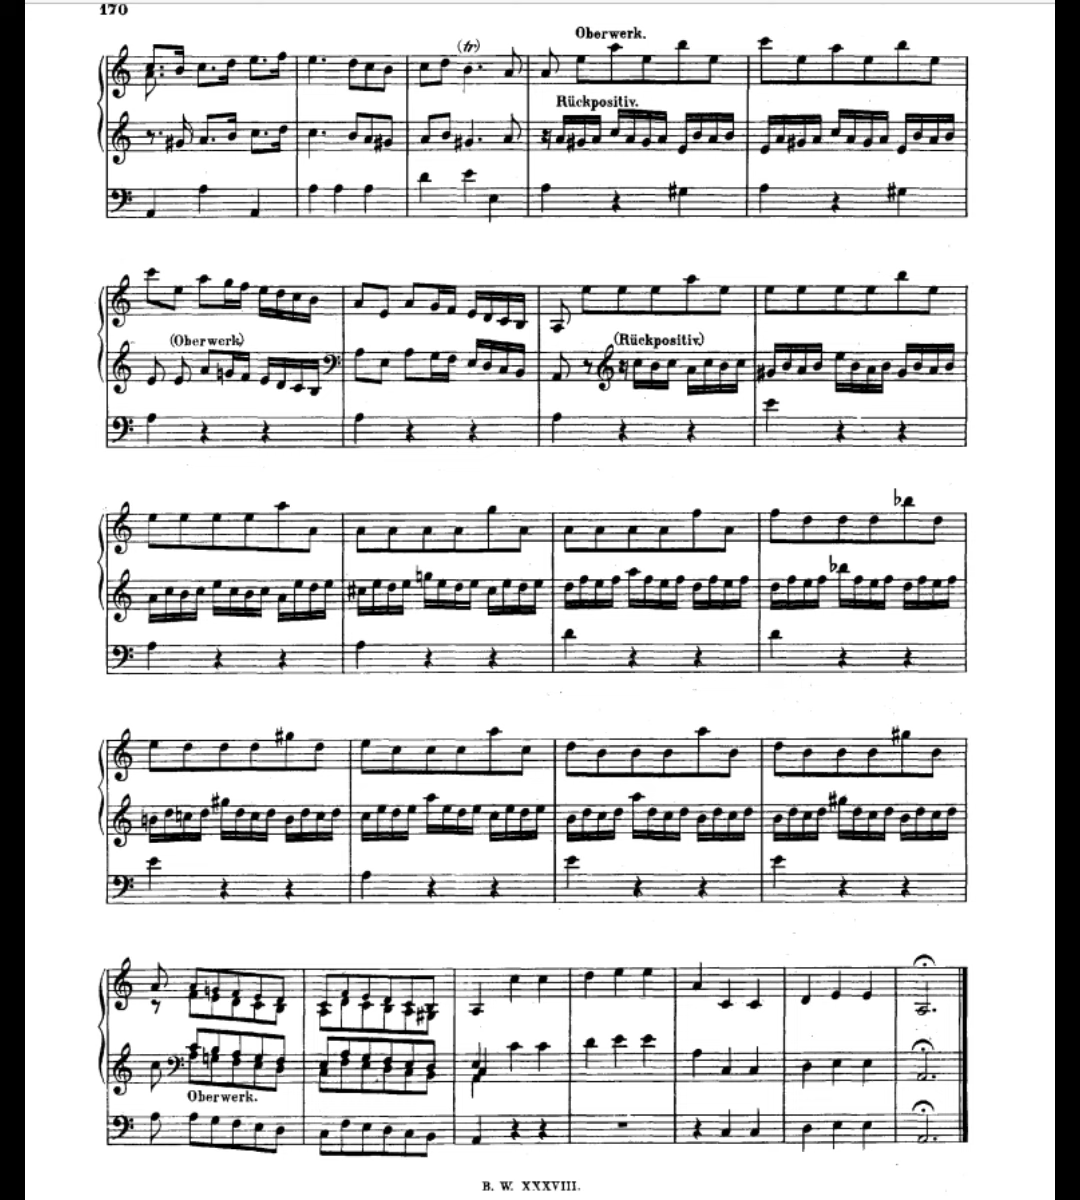 170
(tr)
Oberwerk.
Rückpositiv.
(Oberwerk)
(Rückpositiv.)
Oberwerk.
B. W. XXXVIII.